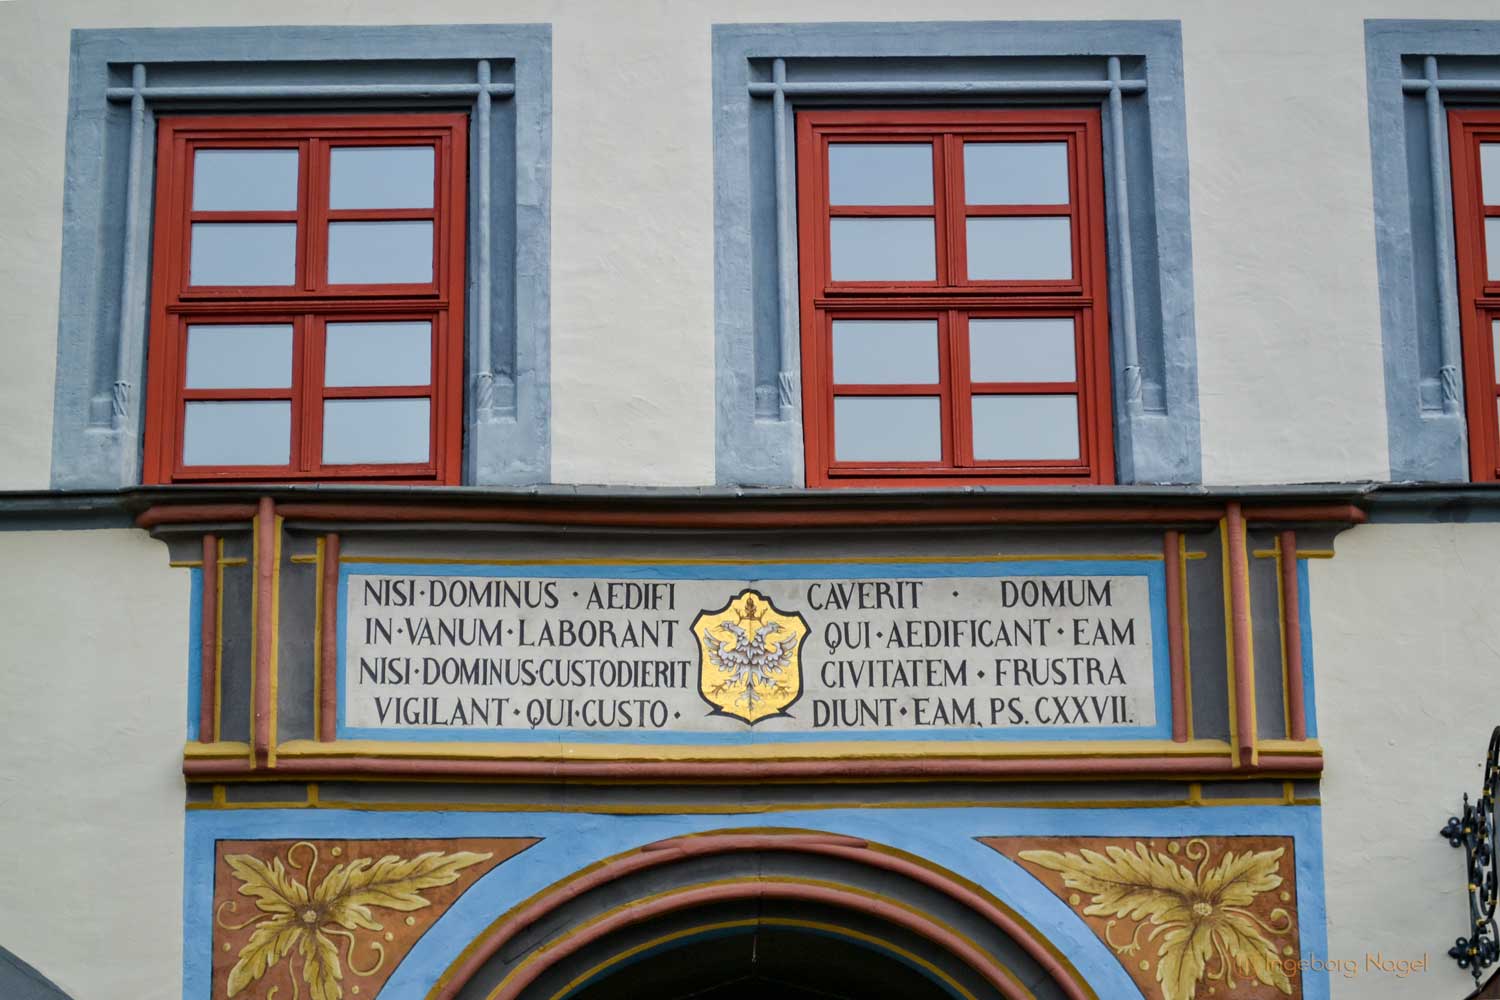 NISI·DOMINUS · AEDIFI CAVERIT · DOMUM
IN·VANUM·LABORANT QUI·AEDIFICANT·EAM
NISI·DOMINUS·CUSTODIERIT CIVITATEM·FRUSTRA
VIGILANT·QUI·CUSTO· DIUNT·EAM, PS. CXXVII.
Ingeborg Nagel